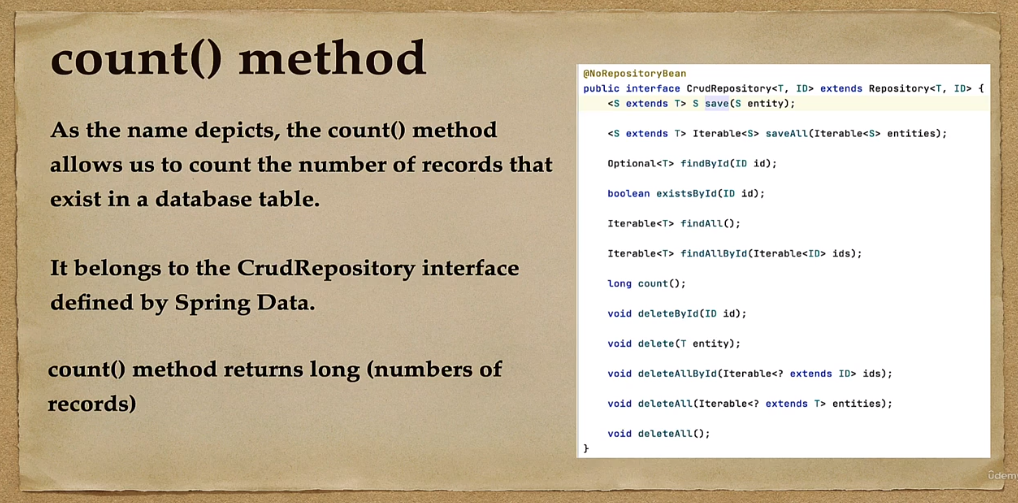 count() method
As the name depicts, the count() method
allows us to count the number of records that
exist in a database table.
It belongs to the CrudRepository interface
defined by Spring Data.
count() method returns long (numbers of
records)
@NoRepositoryBean
public interface CrudRepository<T, ID> extends Repository<T, ID> {
<S extends T> S save(S entity);
<S extends T> Iterable<S> saveAll(Iterable<S> entities);
Optional<T> findById(ID id);
boolean existsById(ID id);
Iterable<T> findAll();
Iterable<T> findAllById(Iterable<ID> ids);
long count();
void deleteById(ID id);
void delete(T entity);
void deleteAllById(Iterable<? extends ID> ids);
void deleteAll(Iterable<? extends T> entities);
void deleteAll();
}
ûdem